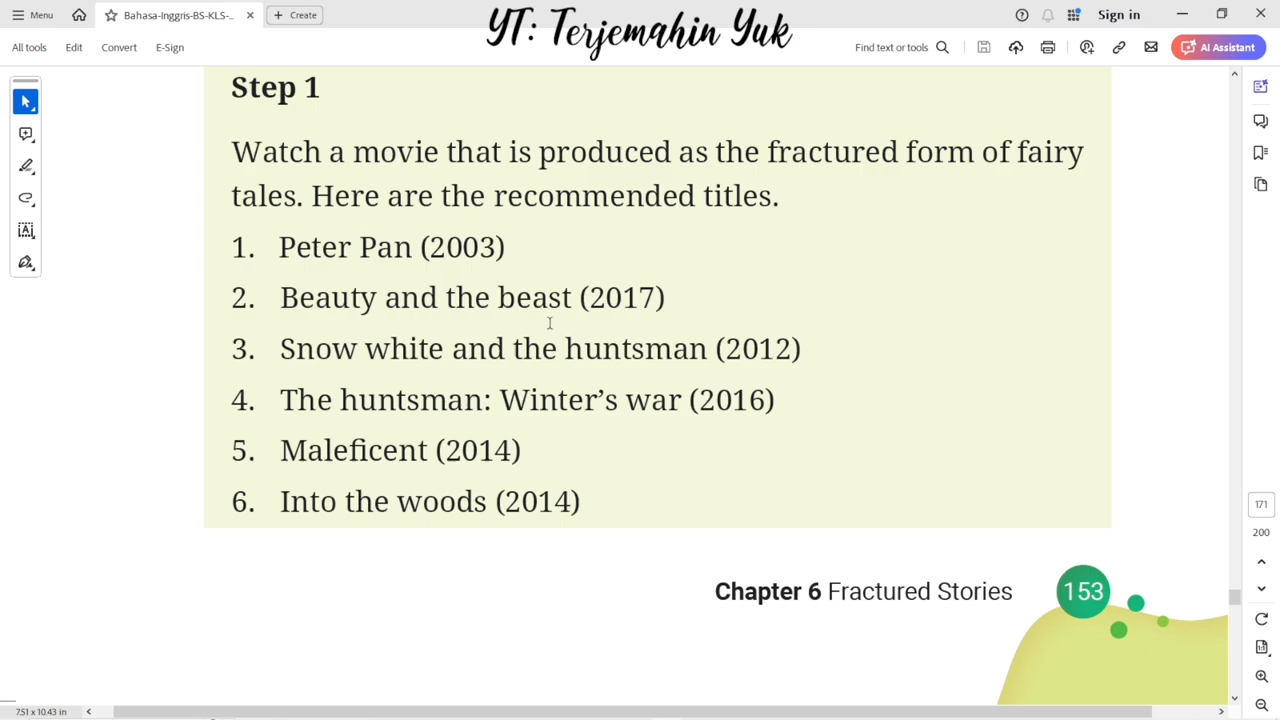 Menu
Bahasa-Inggris-BS-KLS-...
Create
YT: Terjemahin Yuk
Sign in
All tools
Edit
Convert
E-Sign
Find text or tools
AI Assistant
Step 1
Watch a movie that is produced as the fractured form of fairy
tales. Here are the recommended titles.
1. Peter Pan (2003)
2. Beauty and the beast (2017)
3. Snow white and the huntsman (2012)
4. The huntsman: Winter’s war (2016)
5. Maleficent (2014)
6. Into the woods (2014)
171
200
Chapter 6 Fractured Stories 153
7.51 x 10.43 in